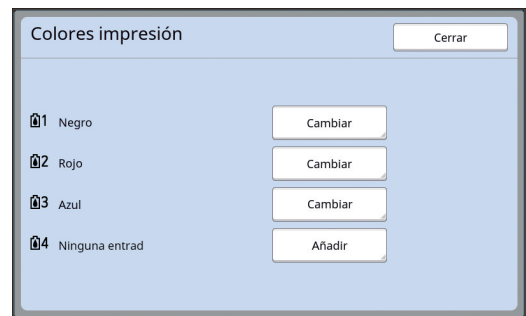 Colores impresión
Cerrar
1 Negro Cambiar
2 Rojo Cambiar
3 Azul Cambiar
4 Ninguna entrad Añadir